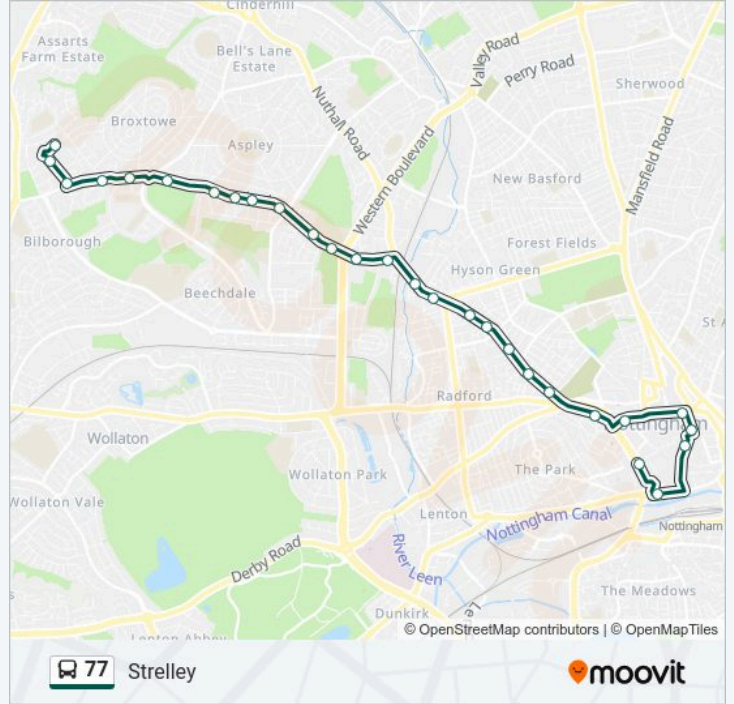 Cinderhill
Assarts
Farm Estate
Bell's Lane
Estate
Valley Road
Perry Road
Sherwood
Nuthall Road
Broxtowe
Aspley
Western Boulevard
New Basford
Mansfield Road
Bilborough
Forest Fields
Hyson Green
Beechdale
St A
Radford
Wollaton
Wollaton Park
The Park
Wollaton Vale
Lenton
Nottingham Canal
Nottingham
River Leen
Derby Road
The Meadows
Dunkirk
Lenton Abbey
© OpenStreetMap contributors | © OpenMapTiles
77 Strelley
moovit